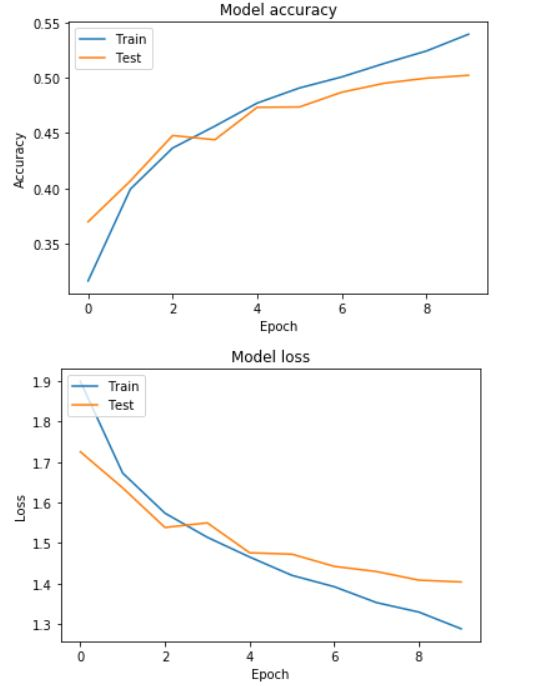 Model accuracy
0.55
Train
Test
0.50
0.45
Accuracy
0.40
0.35
0 2 4 6 8
Epoch
Model loss
1.9
Train
Test
1.8
1.7
1.6
Loss
1.5
1.4
1.3
0 2 4 6 8
Epoch